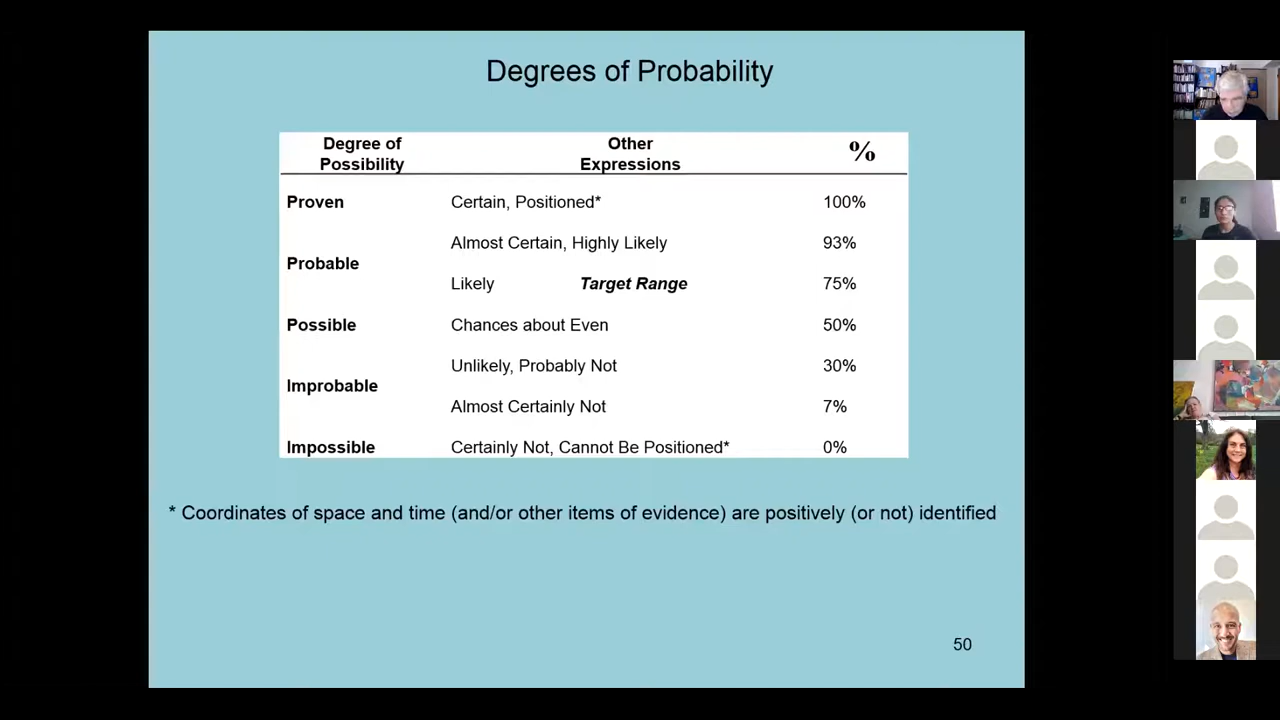 Degrees of Probability
Degree of Possibility
Other Expressions
%
Proven
Certain, Positioned*
100%
Almost Certain, Highly Likely
93%
Probable
Likely
Target Range
75%
Possible
Chances about Even
50%
Unlikely, Probably Not
30%
Improbable
Almost Certainly Not
7%
Impossible
Certainly Not, Cannot Be Positioned*
0%
* Coordinates of space and time (and/or other items of evidence) are positively (or not) identified
50